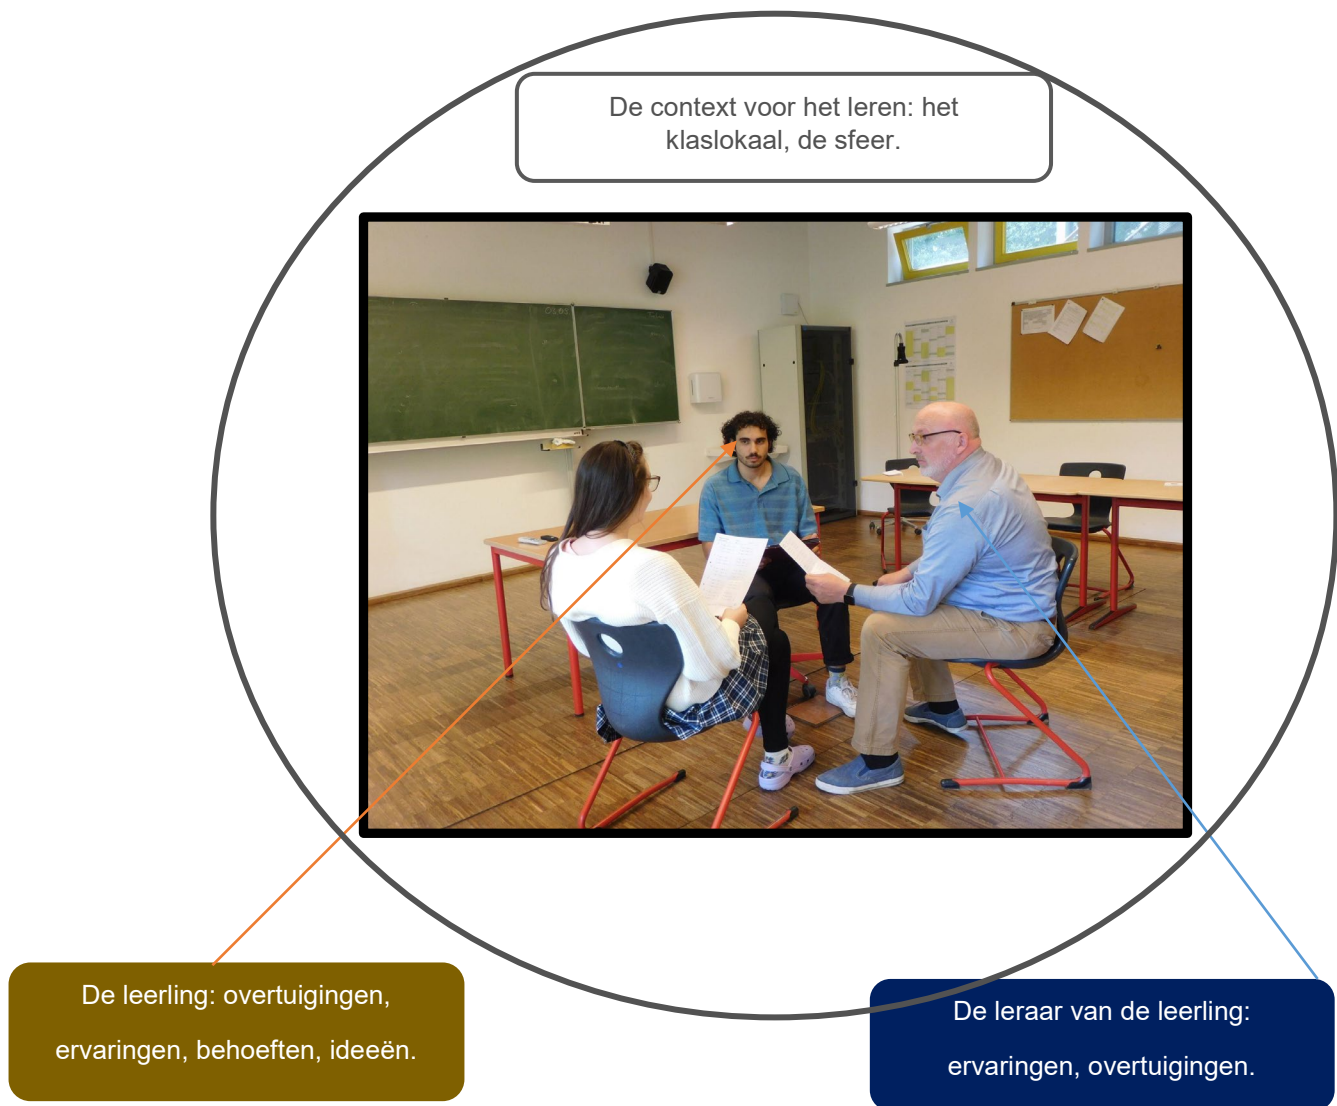 De context voor het leren: het
klaslokaal, de sfeer.
De leerling: overtuigingen,
ervaringen, behoeften, ideeën.
De leraar van de leerling:
ervaringen, overtuigingen.